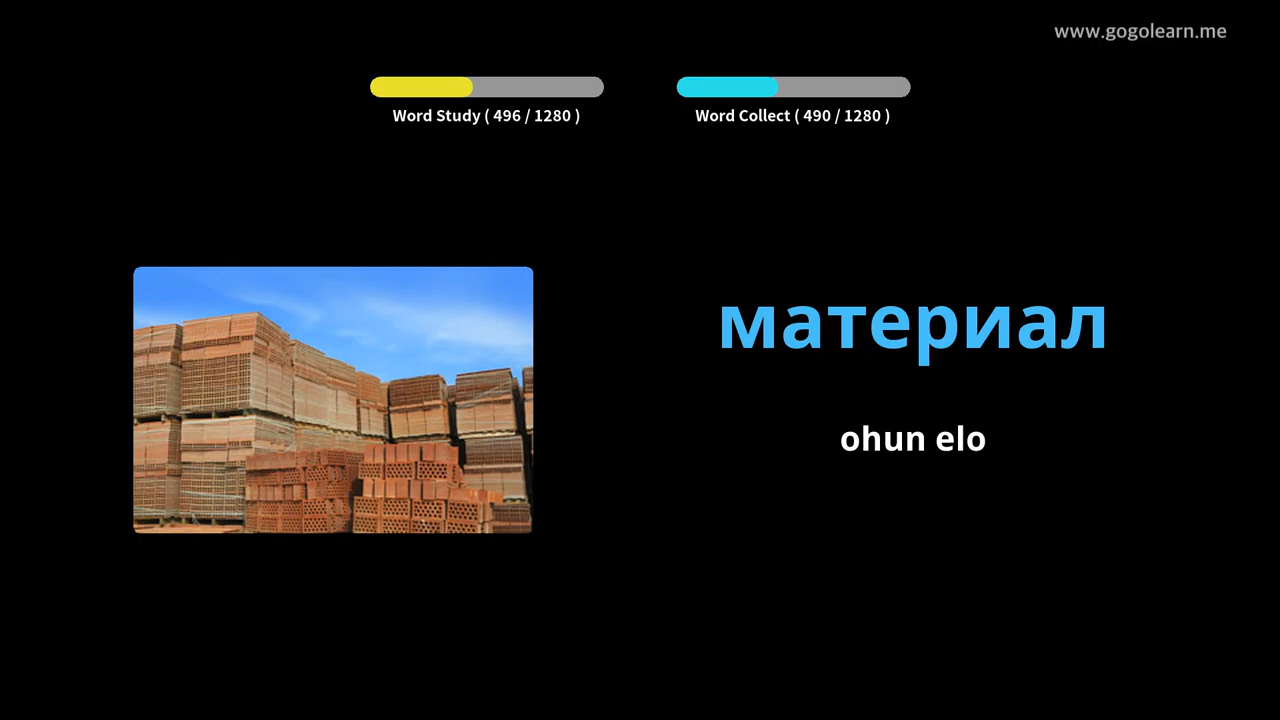 www.gogolearn.me
Word Study ( 496 / 1280 )
Word Collect ( 490 / 1280 )
материал
ohun elo